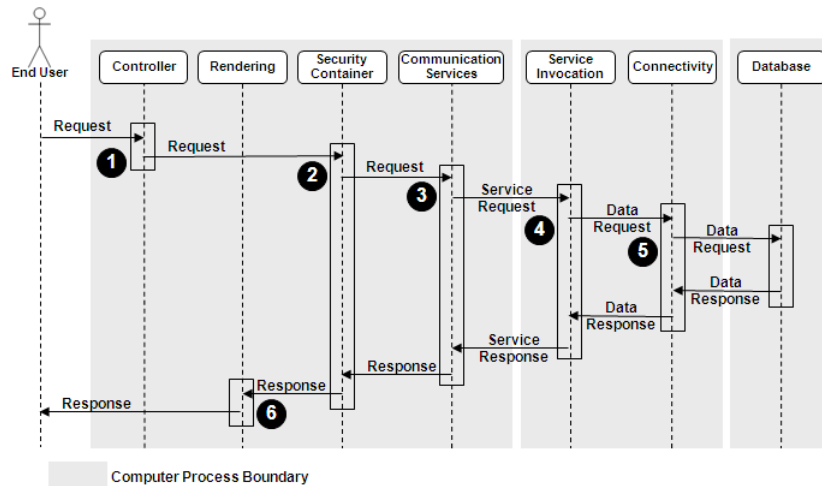 End User
Controller
Rendering
Security
Container
Communication
Services
Service
Invocation
Connectivity
Database
Request
1
Request
2
Request
3
Service
Request
4
Data
Request
5
Data
Request
Data
Response
Data
Response
Service
Response
Response
Response
6
Response
Computer Process Boundary